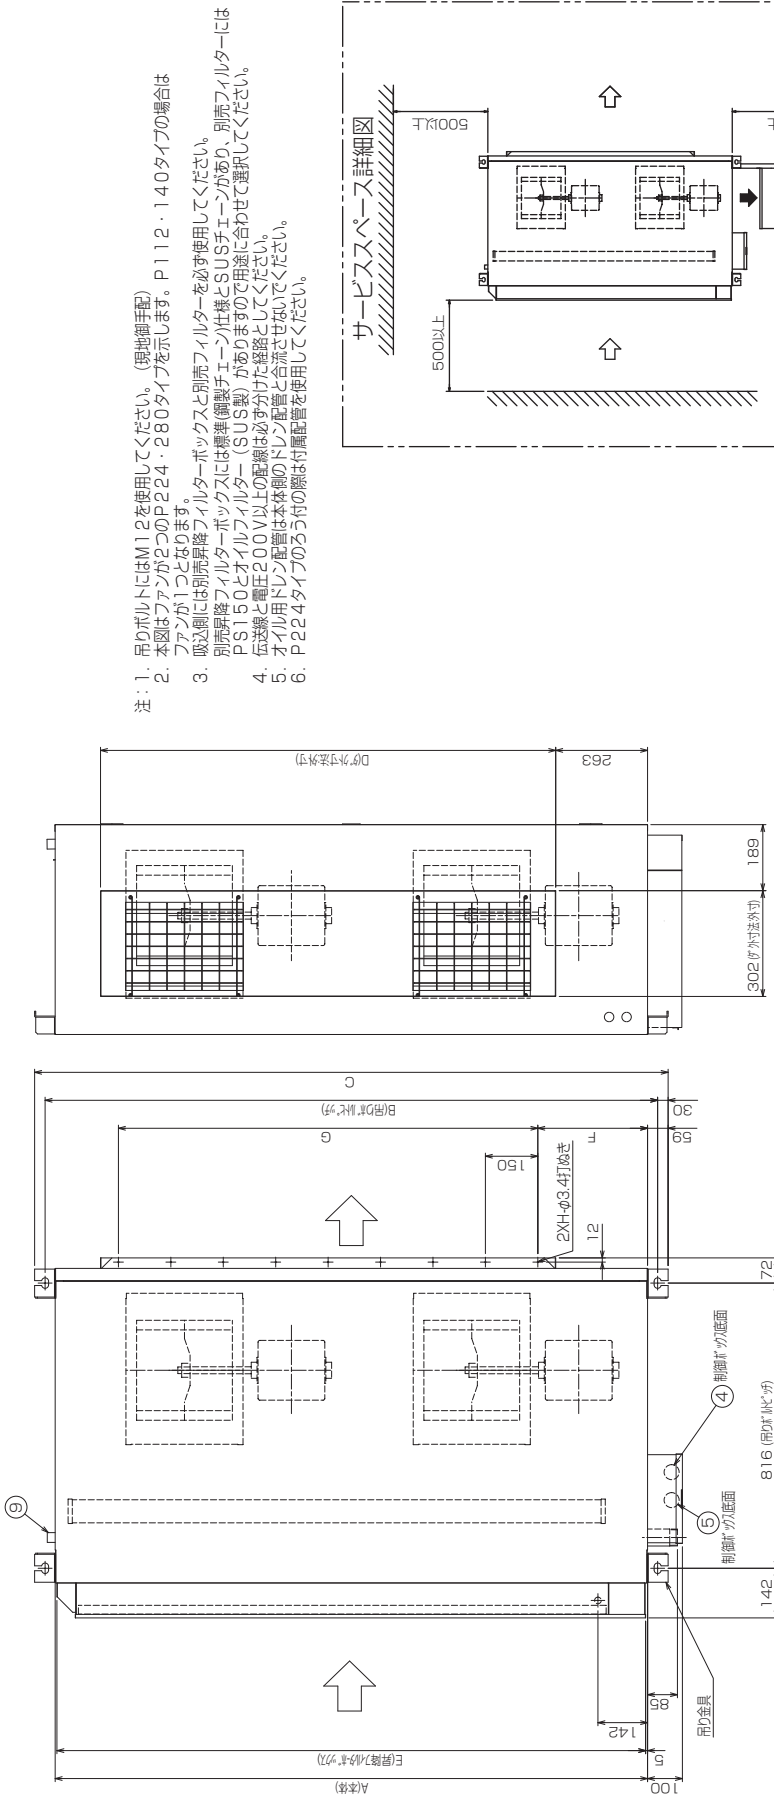 注：1．吊りボルトにはM12を使用してください。（現地御手配）
2．本図はファンが2つのP224・280タイプを示します。P112・140タイプの場合は
ファンが1つとなります。
3．吸込側には別売昇降フィルターボックスと別売フィルターを必ず使用してください。
別売昇降フィルターボックスには標準(鋼製チェーン)仕様とSUSチェーンがあり、別売フィルターには
PS150とオイルフィルター（SUS製）がありますので用途に合わせて選択してください。
4．伝送線と電圧200V以上の配線は必ず分けた経路としてください。
5．オイル用ドレン配管は本体側のドレン配管と合流させないでください。
6．P224タイプのろう付の際は付属配管を使用してください。
サービススペース詳細図
500以上
500以上
D(ダクト寸法外寸)
263
189
302(ダクト寸法外寸)
C
B(吊りボルトピッチ)
30
G
F
59
150
2XH-φ3.4打ぬき
12
72
816(吊りボルトピッチ)
142
⑨
④
制御ボックス底面
⑤
制御ボックス底面
吊り金具
85
142
E(昇降フィルターボックス)
5
A(本体)
100